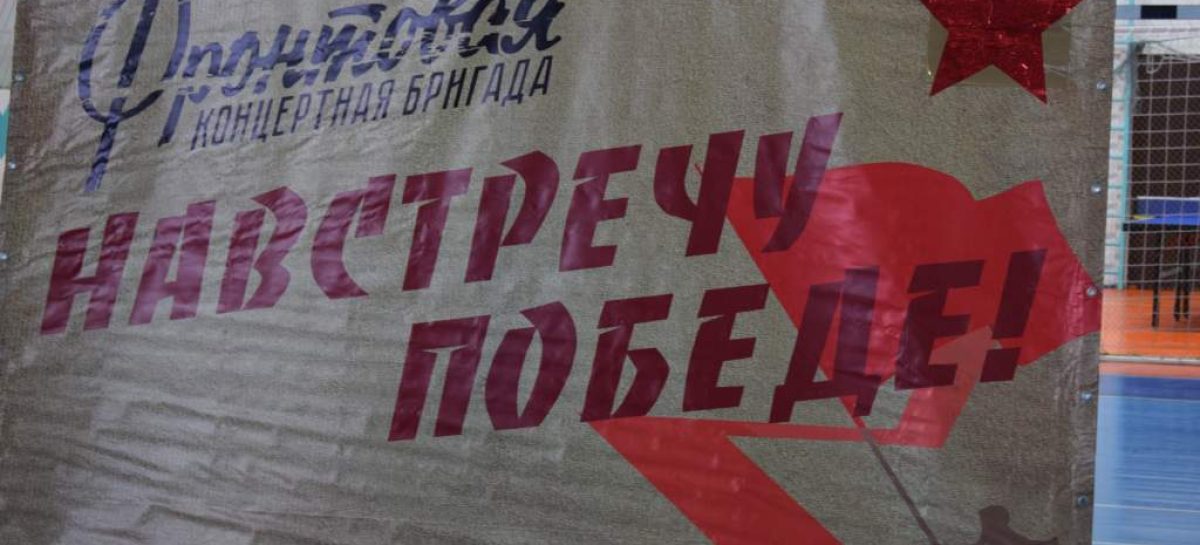 Фронтовая
КОНЦЕРТНАЯ БРИГАДА
НАВСТРЕЧУ
ПОБЕДЕ!